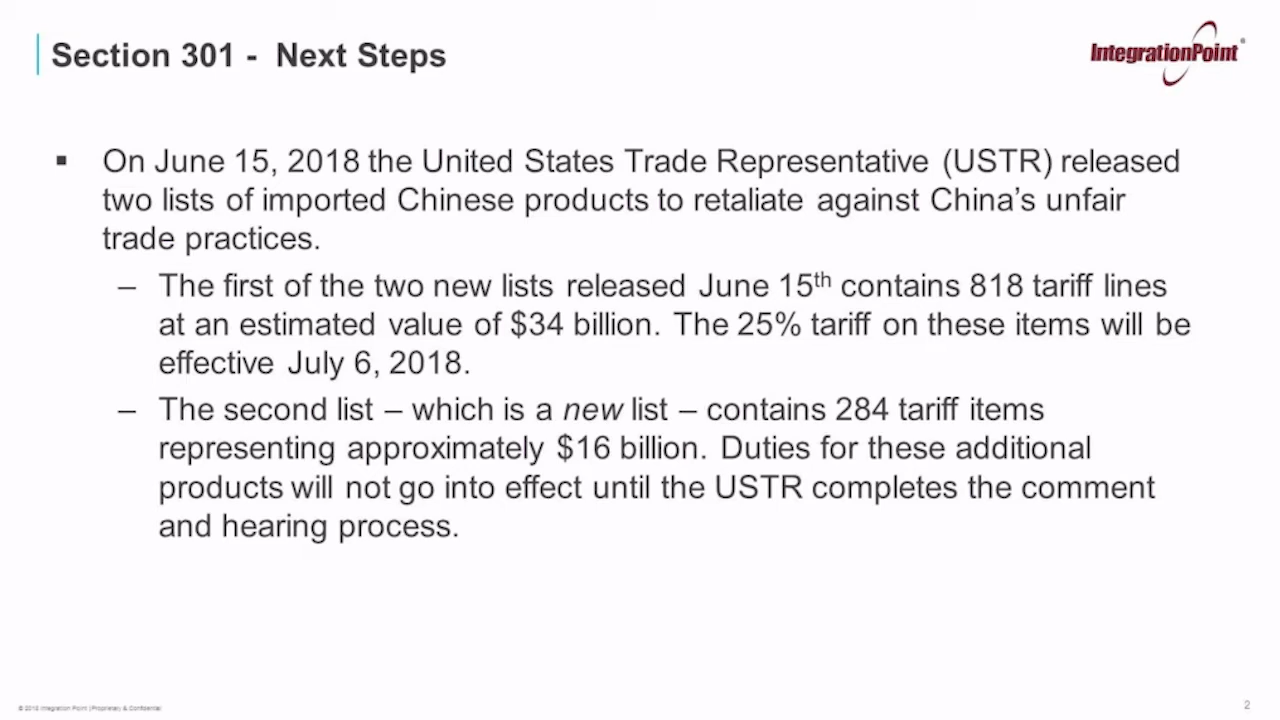 Section 301 - Next Steps
IntegrationPoint®
▪ On June 15, 2018 the United States Trade Representative (USTR) released
two lists of imported Chinese products to retaliate against China’s unfair
trade practices.
– The first of the two new lists released June 15th contains 818 tariff lines
at an estimated value of $34 billion. The 25% tariff on these items will be
effective July 6, 2018.
– The second list – which is a new list – contains 284 tariff items
representing approximately $16 billion. Duties for these additional
products will not go into effect until the USTR completes the comment
and hearing process.
© 2018 Integration Point | Proprietary & Confidential
2